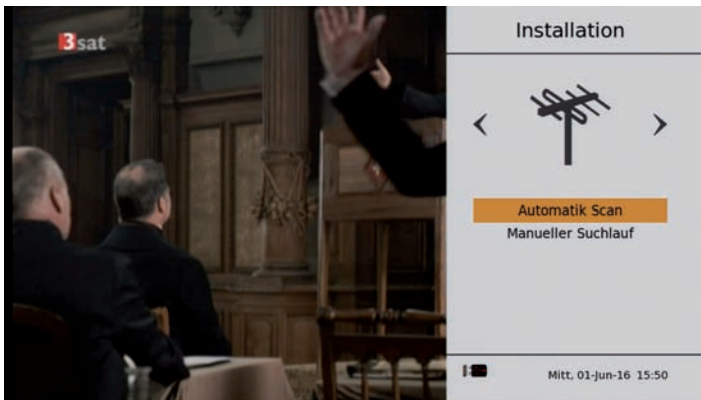 3sat
Installation
Automatik Scan
Manueller Suchlauf
Mitt, 01-Jun-16 15:50